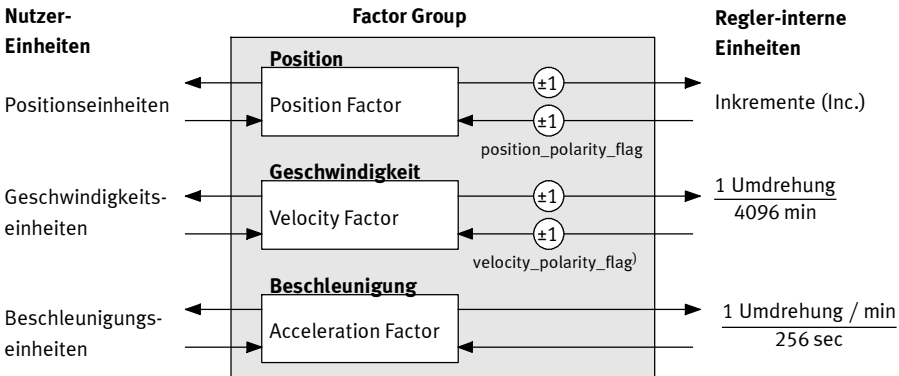 Nutzer-
Einheiten
Factor Group
Regler-interne
Einheiten
Position
Positionseinheiten
Position Factor
±1
±1
position_polarity_flag
Inkremente (Inc.)
Geschwindigkeit
Geschwindigkeits-
einheiten
Velocity Factor
±1
±1
velocity_polarity_flag)
1 Umdrehung
4096 min
Beschleunigung
Beschleunigungs-
einheiten
Acceleration Factor
1 Umdrehung / min
256 sec